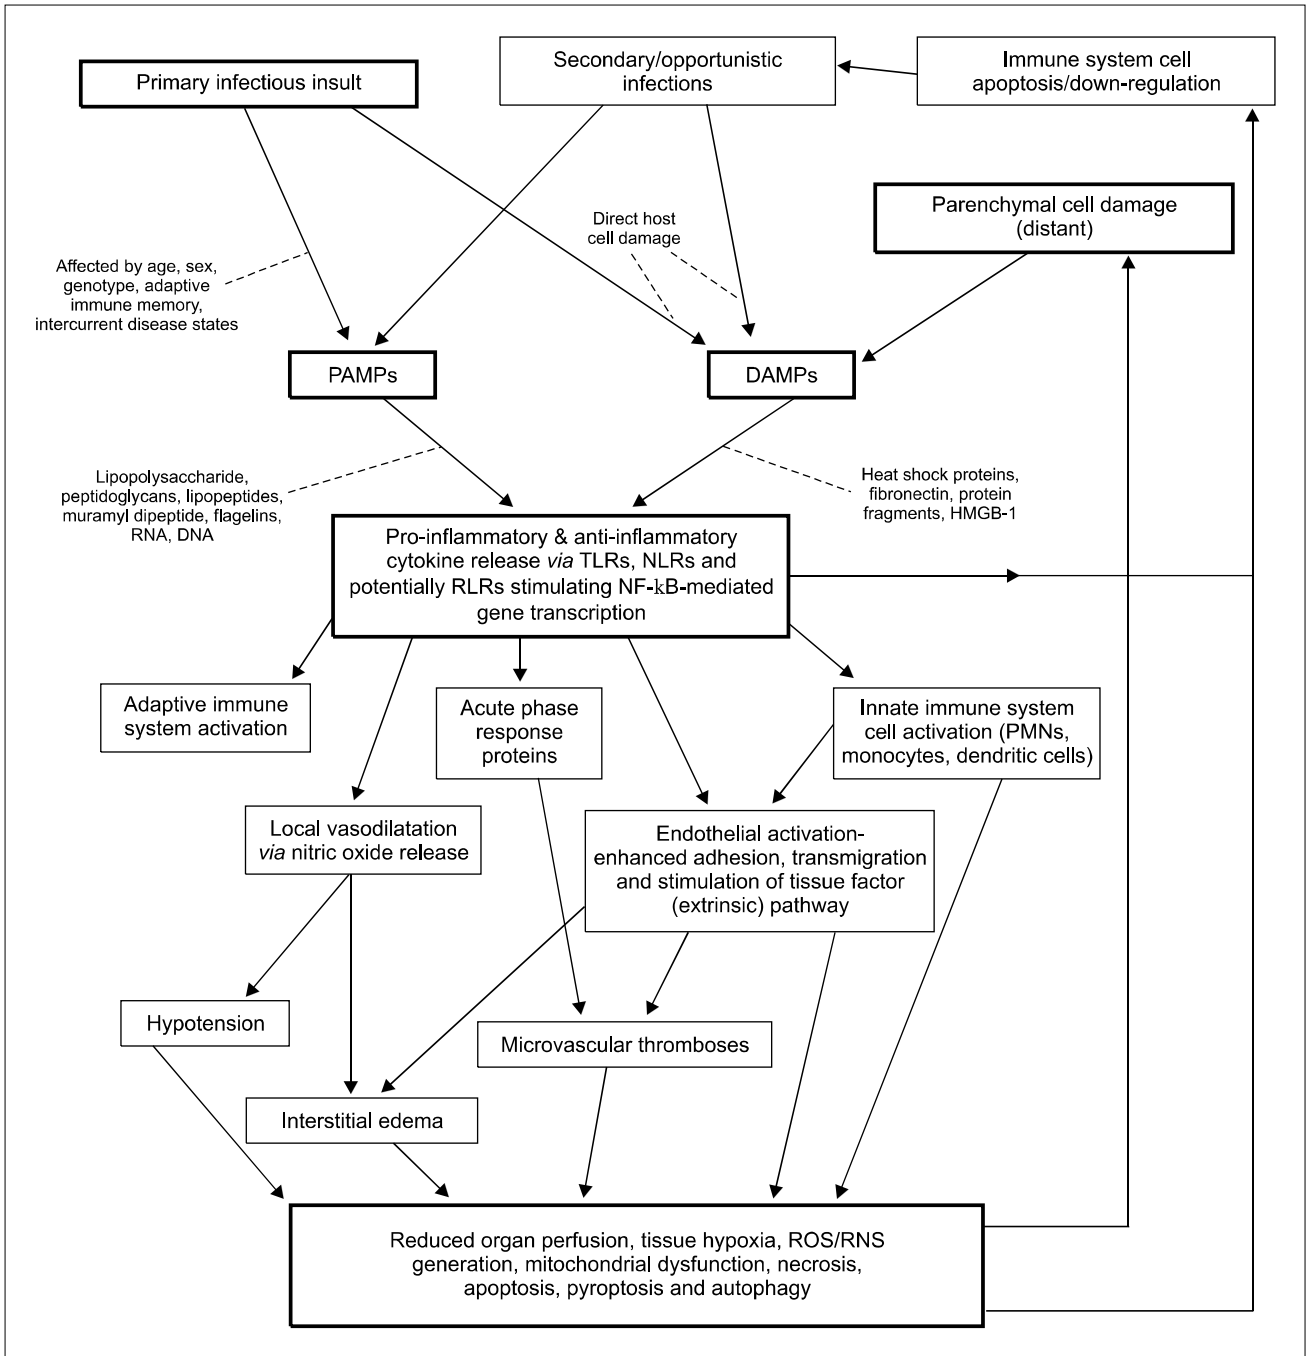 Primary infectious insult
Secondary/opportunistic
infections
Immune system cell
apoptosis/down-regulation
Parenchymal cell damage
(distant)
Direct host
cell damage
Affected by age, sex,
genotype, adaptive
immune memory,
intercurrent disease states
PAMPs
DAMPs
Lipopolysaccharide,
peptidoglycans, lipopeptides,
muramyl dipeptide, flagelins,
RNA, DNA
Heat shock proteins,
fibronectin, protein
fragments, HMGB-1
Pro-inflammatory & anti-inflammatory
cytokine release via TLRs, NLRs and
potentially RLRs stimulating NF-kB-mediated
gene transcription
Adaptive immune
system activation
Acute phase
response
proteins
Innate immune system
cell activation (PMNs,
monocytes, dendritic cells)
Local vasodilatation
via nitric oxide release
Endothelial activation-
enhanced adhesion, transmigration
and stimulation of tissue factor
(extrinsic) pathway
Hypotension
Microvascular thromboses
Interstitial edema
Reduced organ perfusion, tissue hypoxia, ROS/RNS
generation, mitochondrial dysfunction, necrosis,
apoptosis, pyroptosis and autophagy